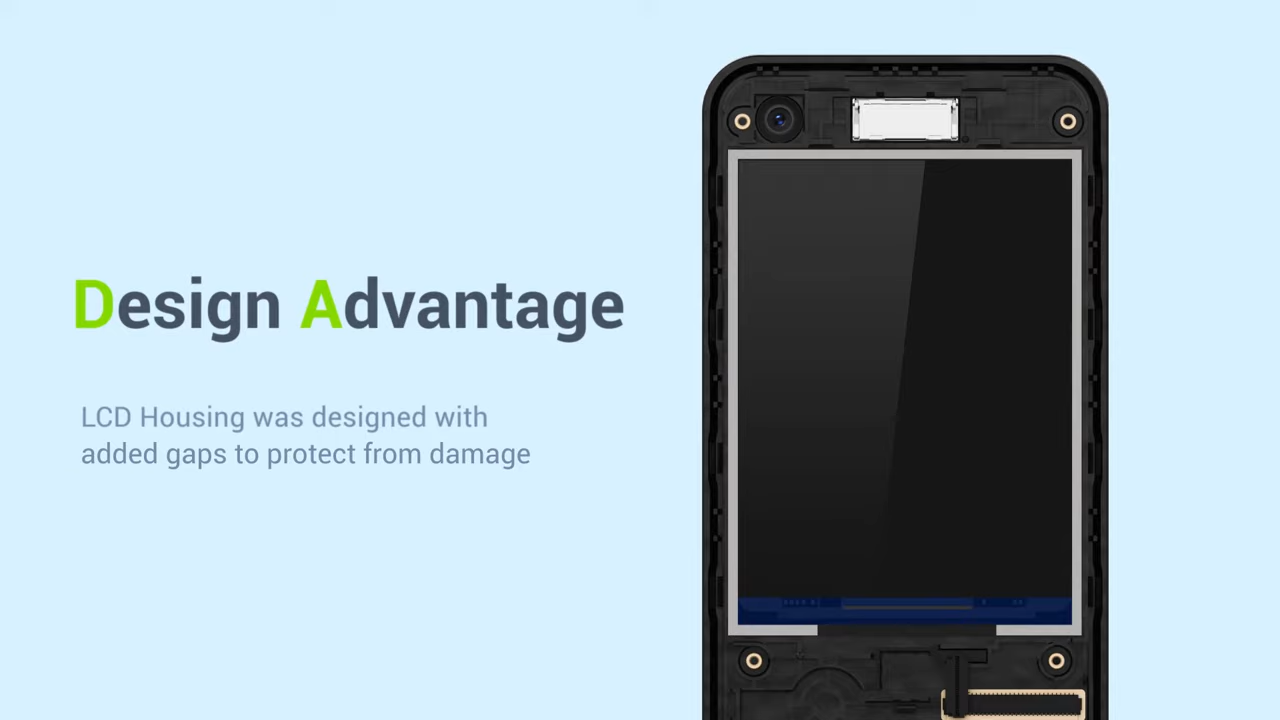 Design Advantage
LCD Housing was designed with
added gaps to protect from damage